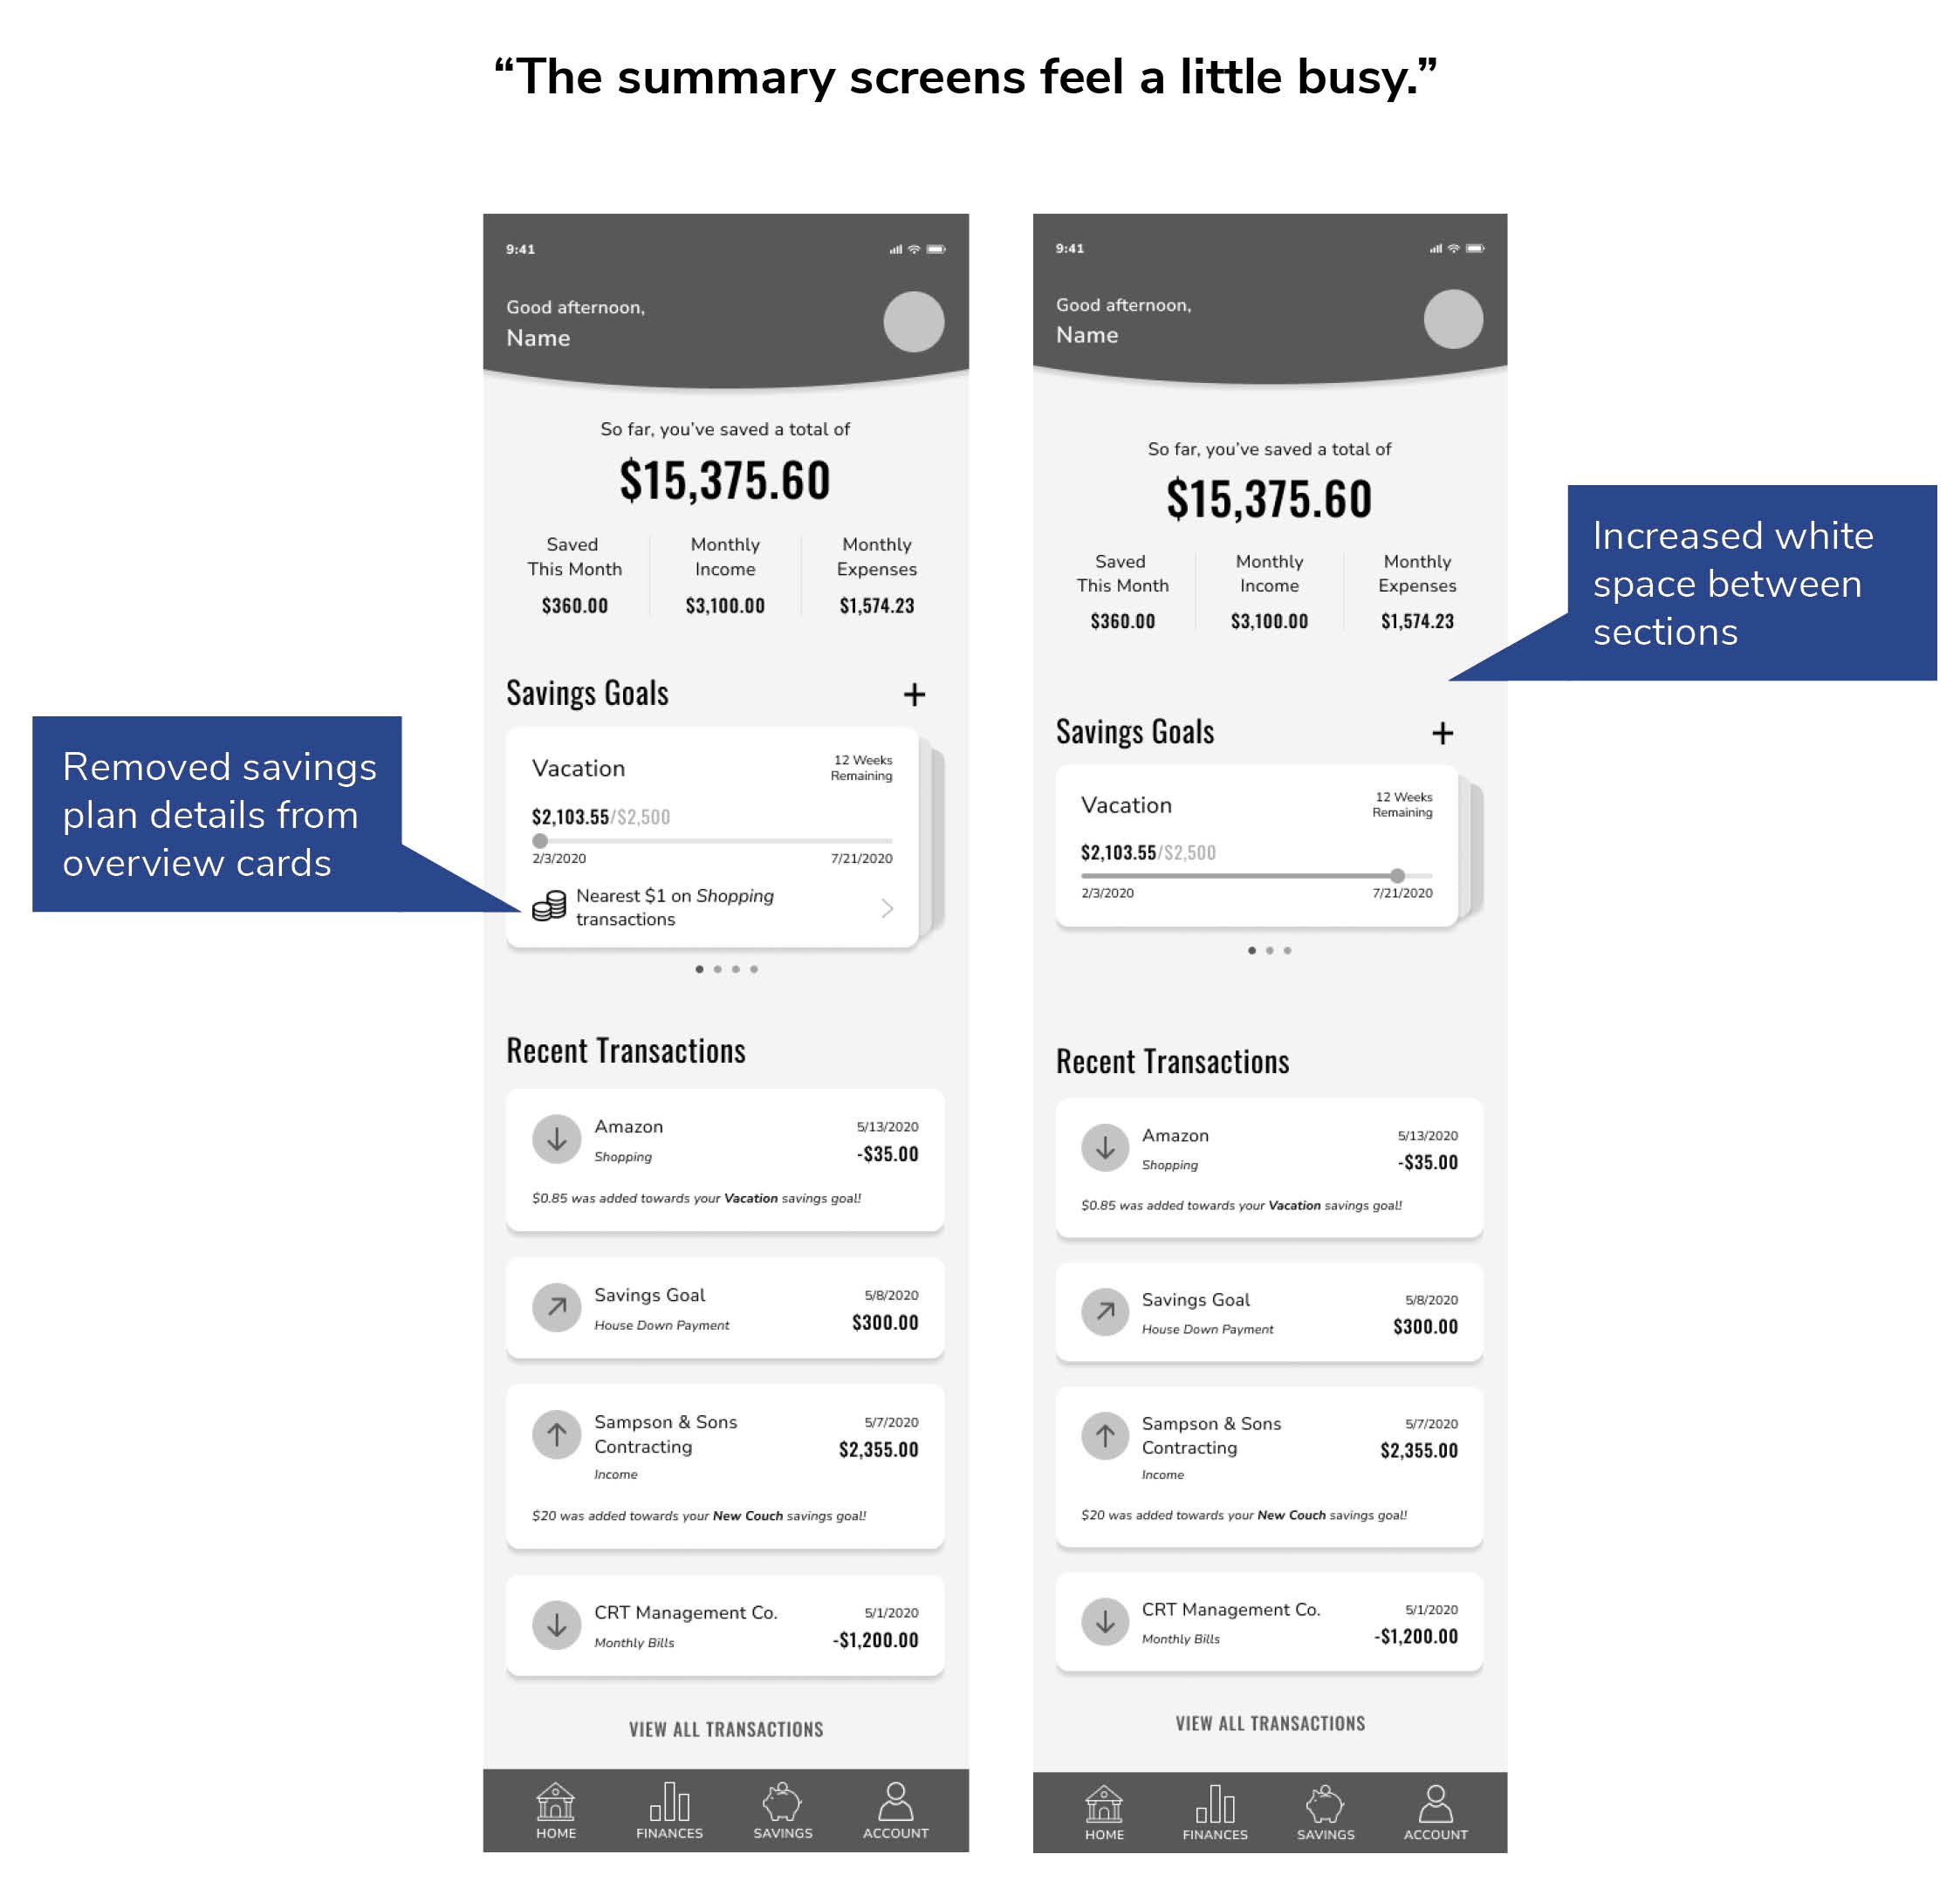 “The summary screens feel a little busy.”
9:41
Good afternoon,
Name
So far, you’ve saved a total of
$15,375.60
Saved
This Month
$360.00
Monthly
Income
$3,100.00
Monthly
Expenses
$1,574.23
Savings Goals
+
Vacation
12 Weeks
Remaining
$2,103.55/$2,500
2/3/2020
7/21/2020
Nearest $1 on Shopping
transactions
Recent Transactions
Amazon
5/13/2020
Shopping
-$35.00
$0.85 was added towards your Vacation savings goal!
Savings Goal
5/8/2020
House Down Payment
$300.00
Sampson & Sons
Contracting
5/7/2020
$2,355.00
Income
$20 was added towards your New Couch savings goal!
CRT Management Co.
5/1/2020
Monthly Bills
-$1,200.00
VIEW ALL TRANSACTIONS
HOME
FINANCES
SAVINGS
ACCOUNT
Removed savings
plan details from
overview cards
9:41
Good afternoon,
Name
So far, you’ve saved a total of
$15,375.60
Saved
This Month
$360.00
Monthly
Income
$3,100.00
Monthly
Expenses
$1,574.23
Savings Goals
+
Vacation
12 Weeks
Remaining
$2,103.55/$2,500
2/3/2020
7/21/2020
Recent Transactions
Amazon
5/13/2020
Shopping
-$35.00
$0.85 was added towards your Vacation savings goal!
Savings Goal
5/8/2020
House Down Payment
$300.00
Sampson & Sons
Contracting
5/7/2020
$2,355.00
Income
$20 was added towards your New Couch savings goal!
CRT Management Co.
5/1/2020
Monthly Bills
-$1,200.00
VIEW ALL TRANSACTIONS
HOME
FINANCES
SAVINGS
ACCOUNT
Increased white
space between
sections